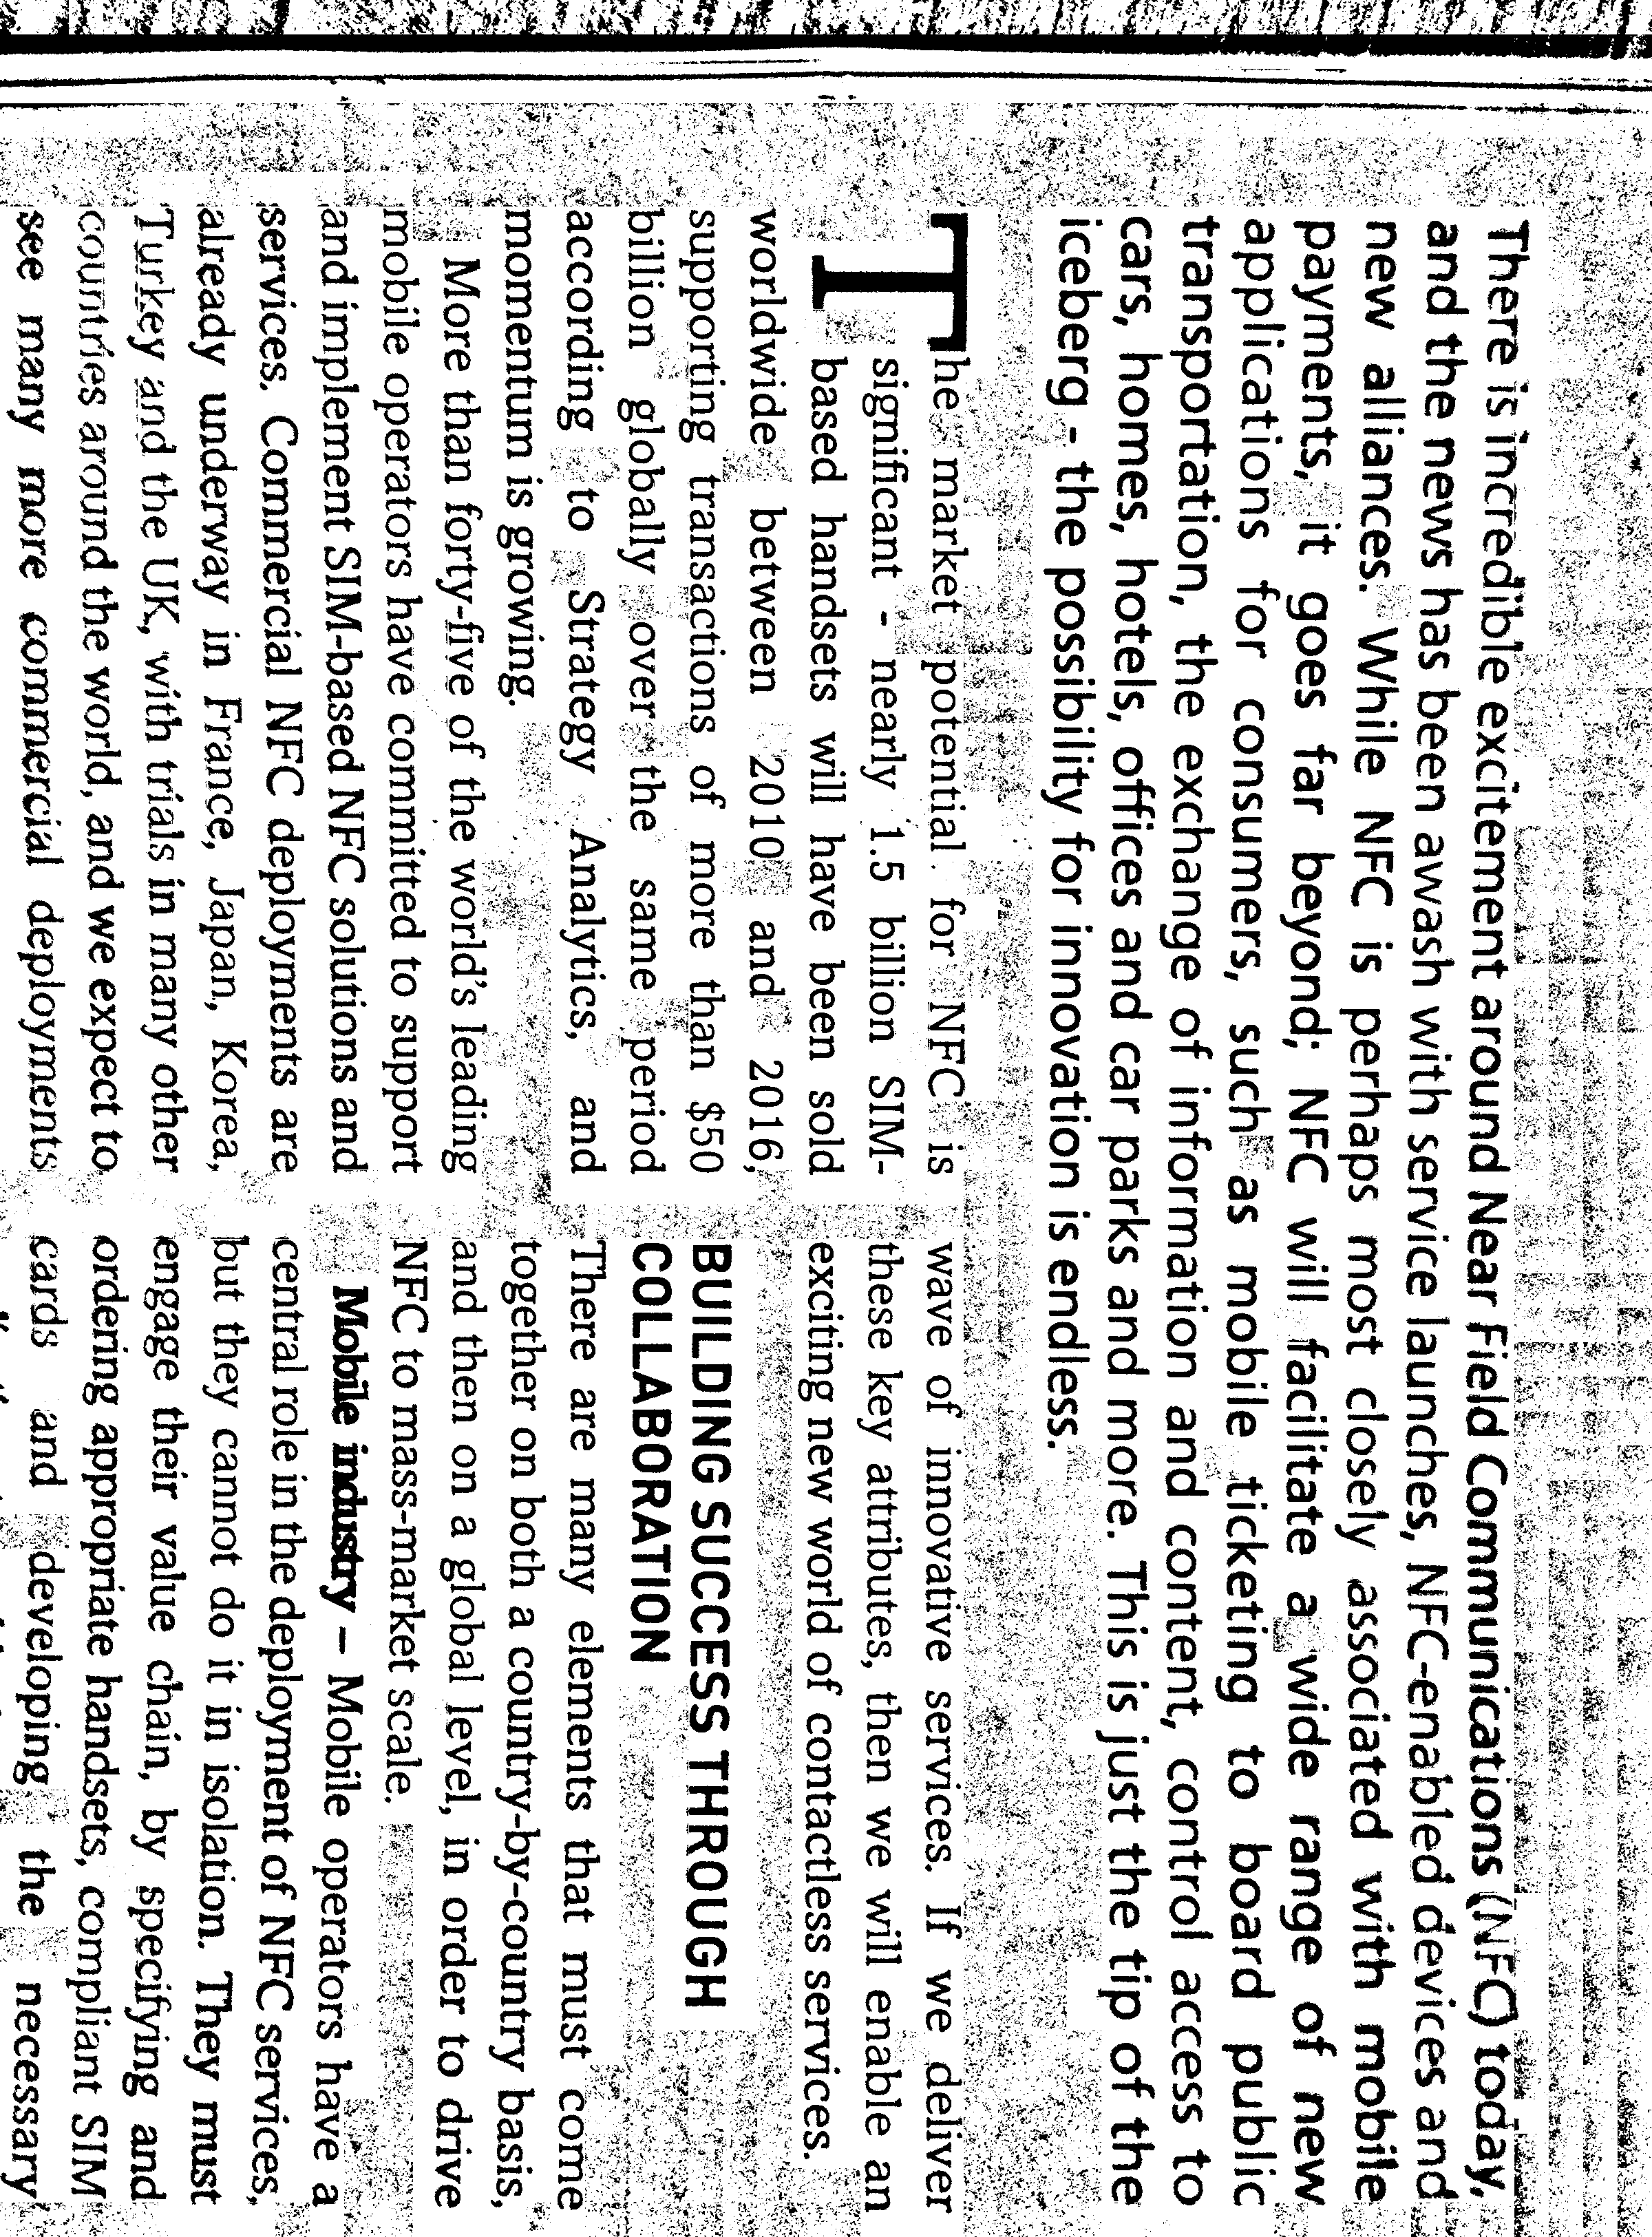 There is incredible excitement around Near Field Communications (NFC) today,
and the news has been awash with service launches, NFC-enabled devices and
new alliances. While NFC is perhaps most closely associated with mobile
payments, it goes far beyond; NFC will facilitate a wide range of new
applications for consumers, such as mobile ticketing to board public
transportation, the exchange of information and content, control access to
cars, homes, hotels, offices and car parks and more. This is just the tip of the
iceberg - the possibility for innovation is endless.
The market potential for NFC is
significant - nearly 1.5 billion SIM-
based handsets will have been sold
worldwide between 2010 and 2016,
supporting transactions of more than $50
billion globally over the same period
according to Strategy Analytics, and
momentum is growing.
More than forty-five of the world's leading
mobile operators have committed to support
and implement SIM-based NFC solutions and
services. Commercial NFC deployments are
already underway in France, Japan, Korea,
Turkey and the UK, with trials in many other
countries around the world, and we expect to
see many more commercial deployments
wave of innovative services. If we deliver
these key attributes, then we will enable an
exciting new world of contactless services.
BUILDING SUCCESS THROUGH
COLLABORATION
There are many elements that must come
together on both a country-by-country basis,
and then on a global level, in order to drive
NFC to mass-market scale.
Mobile industry – Mobile operators have a
central role in the deployment of NFC services,
but they cannot do it in isolation. They must
engage their value chain, by specifying and
ordering appropriate handsets, compliant SIM
cards and developing the necessary